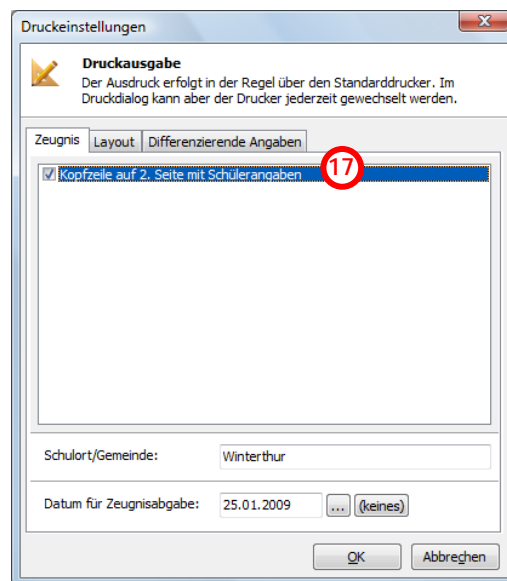 Druckeinstellungen
X
Druckausgabe
Der Ausdruck erfolgt in der Regel über den Standarddrucker. Im
Druckdialog kann aber der Drucker jederzeit gewechselt werden.
Zeugnis Layout Differenzierende Angaben
Kopfzeile auf 2. Seite mit Schülerangaben 17
Schulort/Gemeinde: Winterthur
Datum für Zeugnisabgabe: 25.01.2009 ... (keines)
OK Abbrechen